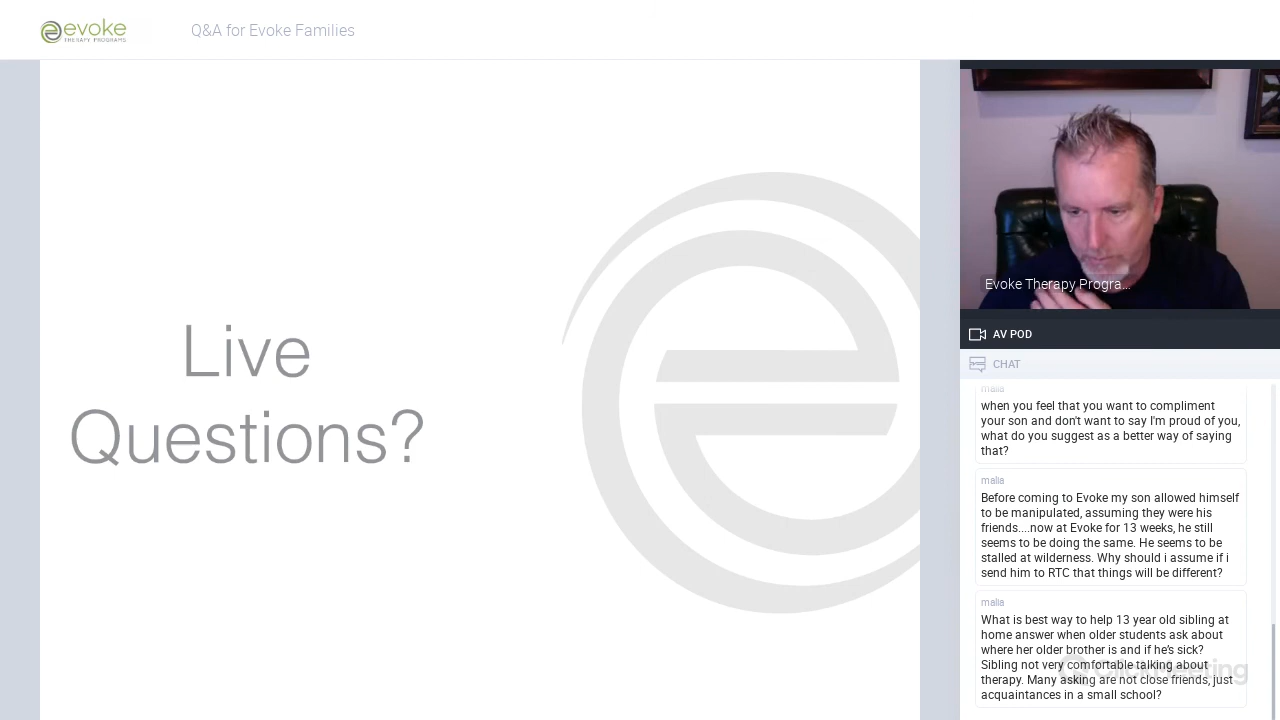 evoke
THERAPY PROGRAMS
Q&A for Evoke Families
Live
Questions?
Evoke Therapy Progra...
AV POD
CHAT
malia
when you feel that you want to compliment
your son and don't want to say I'm proud of you,
what do you suggest as a better way of saying
that?
malia
Before coming to Evoke my son allowed himself
to be manipulated, assuming they were his
friends....now at Evoke for 13 weeks, he still
seems to be doing the same. He seems to be
stalled at wilderness. Why should i assume if i
send him to RTC that things will be different?
malia
What is best way to help 13 year old sibling at
home answer when older students ask about
where her older brother is and if he's sick?
Sibling not very comfortable talking about
therapy. Many asking are not close friends, just
acquaintances in a small school?
ClickMeeting